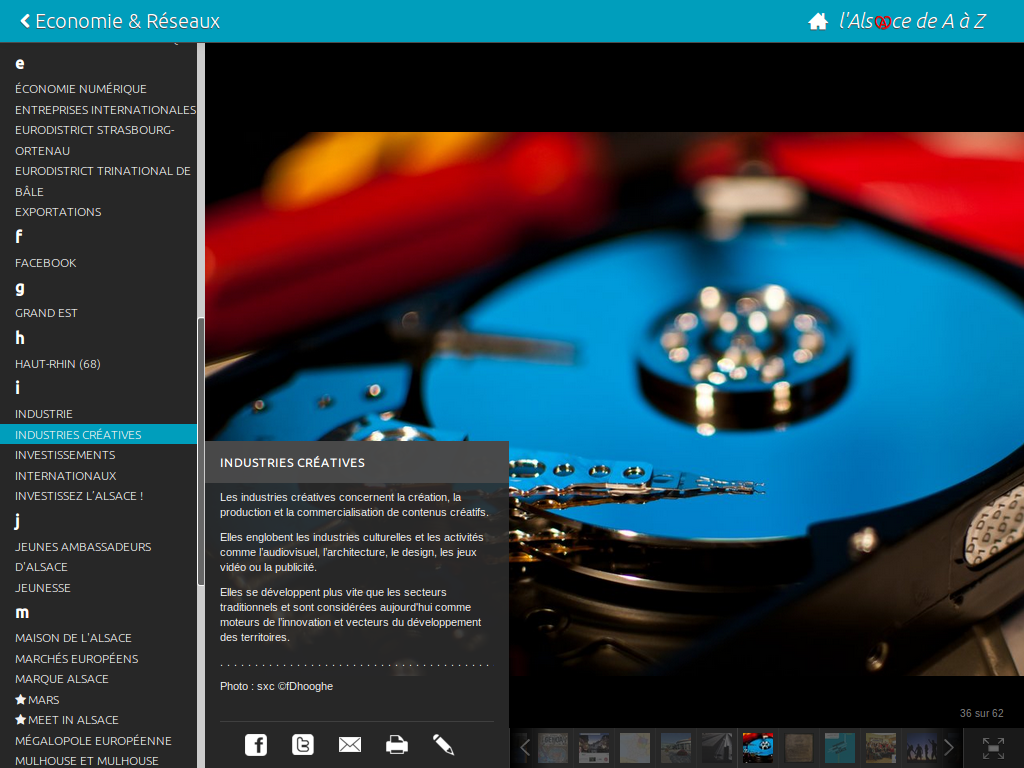 Economie & Réseaux
l'Alsace de A à Z
e
ÉCONOMIE NUMÉRIQUE
ENTREPRISES INTERNATIONALES
EURODISTRICT STRASBOURG-
ORTENAU
EURODISTRICT TRINATIONAL DE
BÂLE
EXPORTATIONS
f
FACEBOOK
g
GRAND EST
h
HAUT-RHIN (68)
i
INDUSTRIE
INDUSTRIES CRÉATIVES
INVESTISSEMENTS
INTERNATIONAUX
INVESTISSEZ L'ALSACE !
j
JEUNES AMBASSADEURS
D'ALSACE
JEUNESSE
m
MAISON DE L'ALSACE
MARCHÉS EUROPÉENS
MARQUE ALSACE
MARS
MEET IN ALSACE
MÉGALOPOLE EUROPÉENNE
MULHOUSE ET MULHOUSE
INDUSTRIES CRÉATIVES
Les industries créatives concernent la création, la
production et la commercialisation de contenus créatifs.
Elles englobent les industries culturelles et les activités
comme l'audiovisuel, l'architecture, le design, les jeux
vidéo ou la publicité.
Elles se développent plus vite que les secteurs
traditionnels et sont considérées aujourd'hui comme
moteurs de l'innovation et vecteurs du développement
des territoires.
Photo : sxc ©fDhooghe
36 sur 62